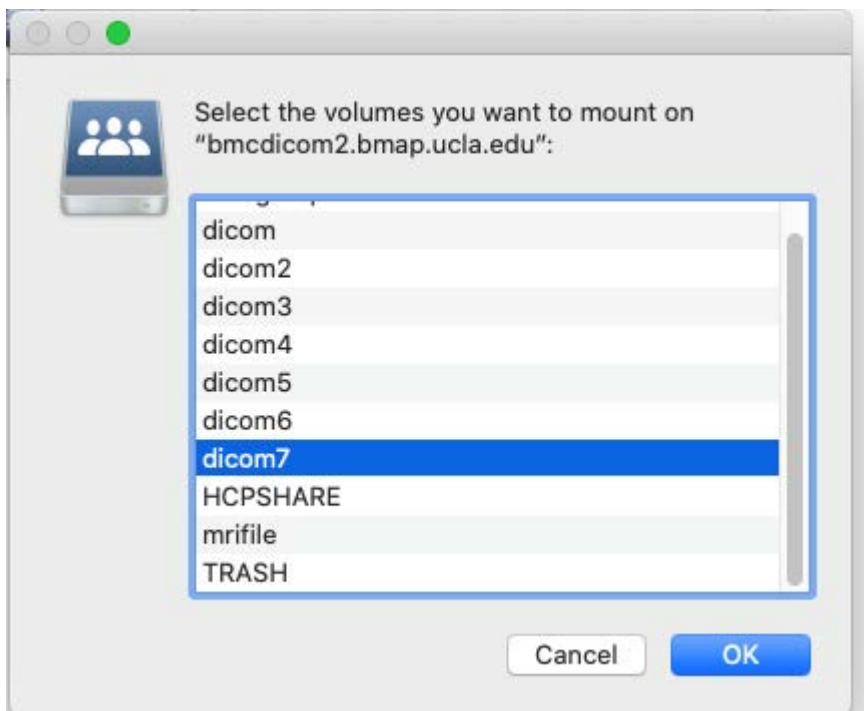 Select the volumes you want to mount on
“bmcdicom2.bmap.ucla.edu”:
dicom
dicom2
dicom3
dicom4
dicom5
dicom6
dicom7
HCPSHARE
mrifile
TRASH
Cancel
OK